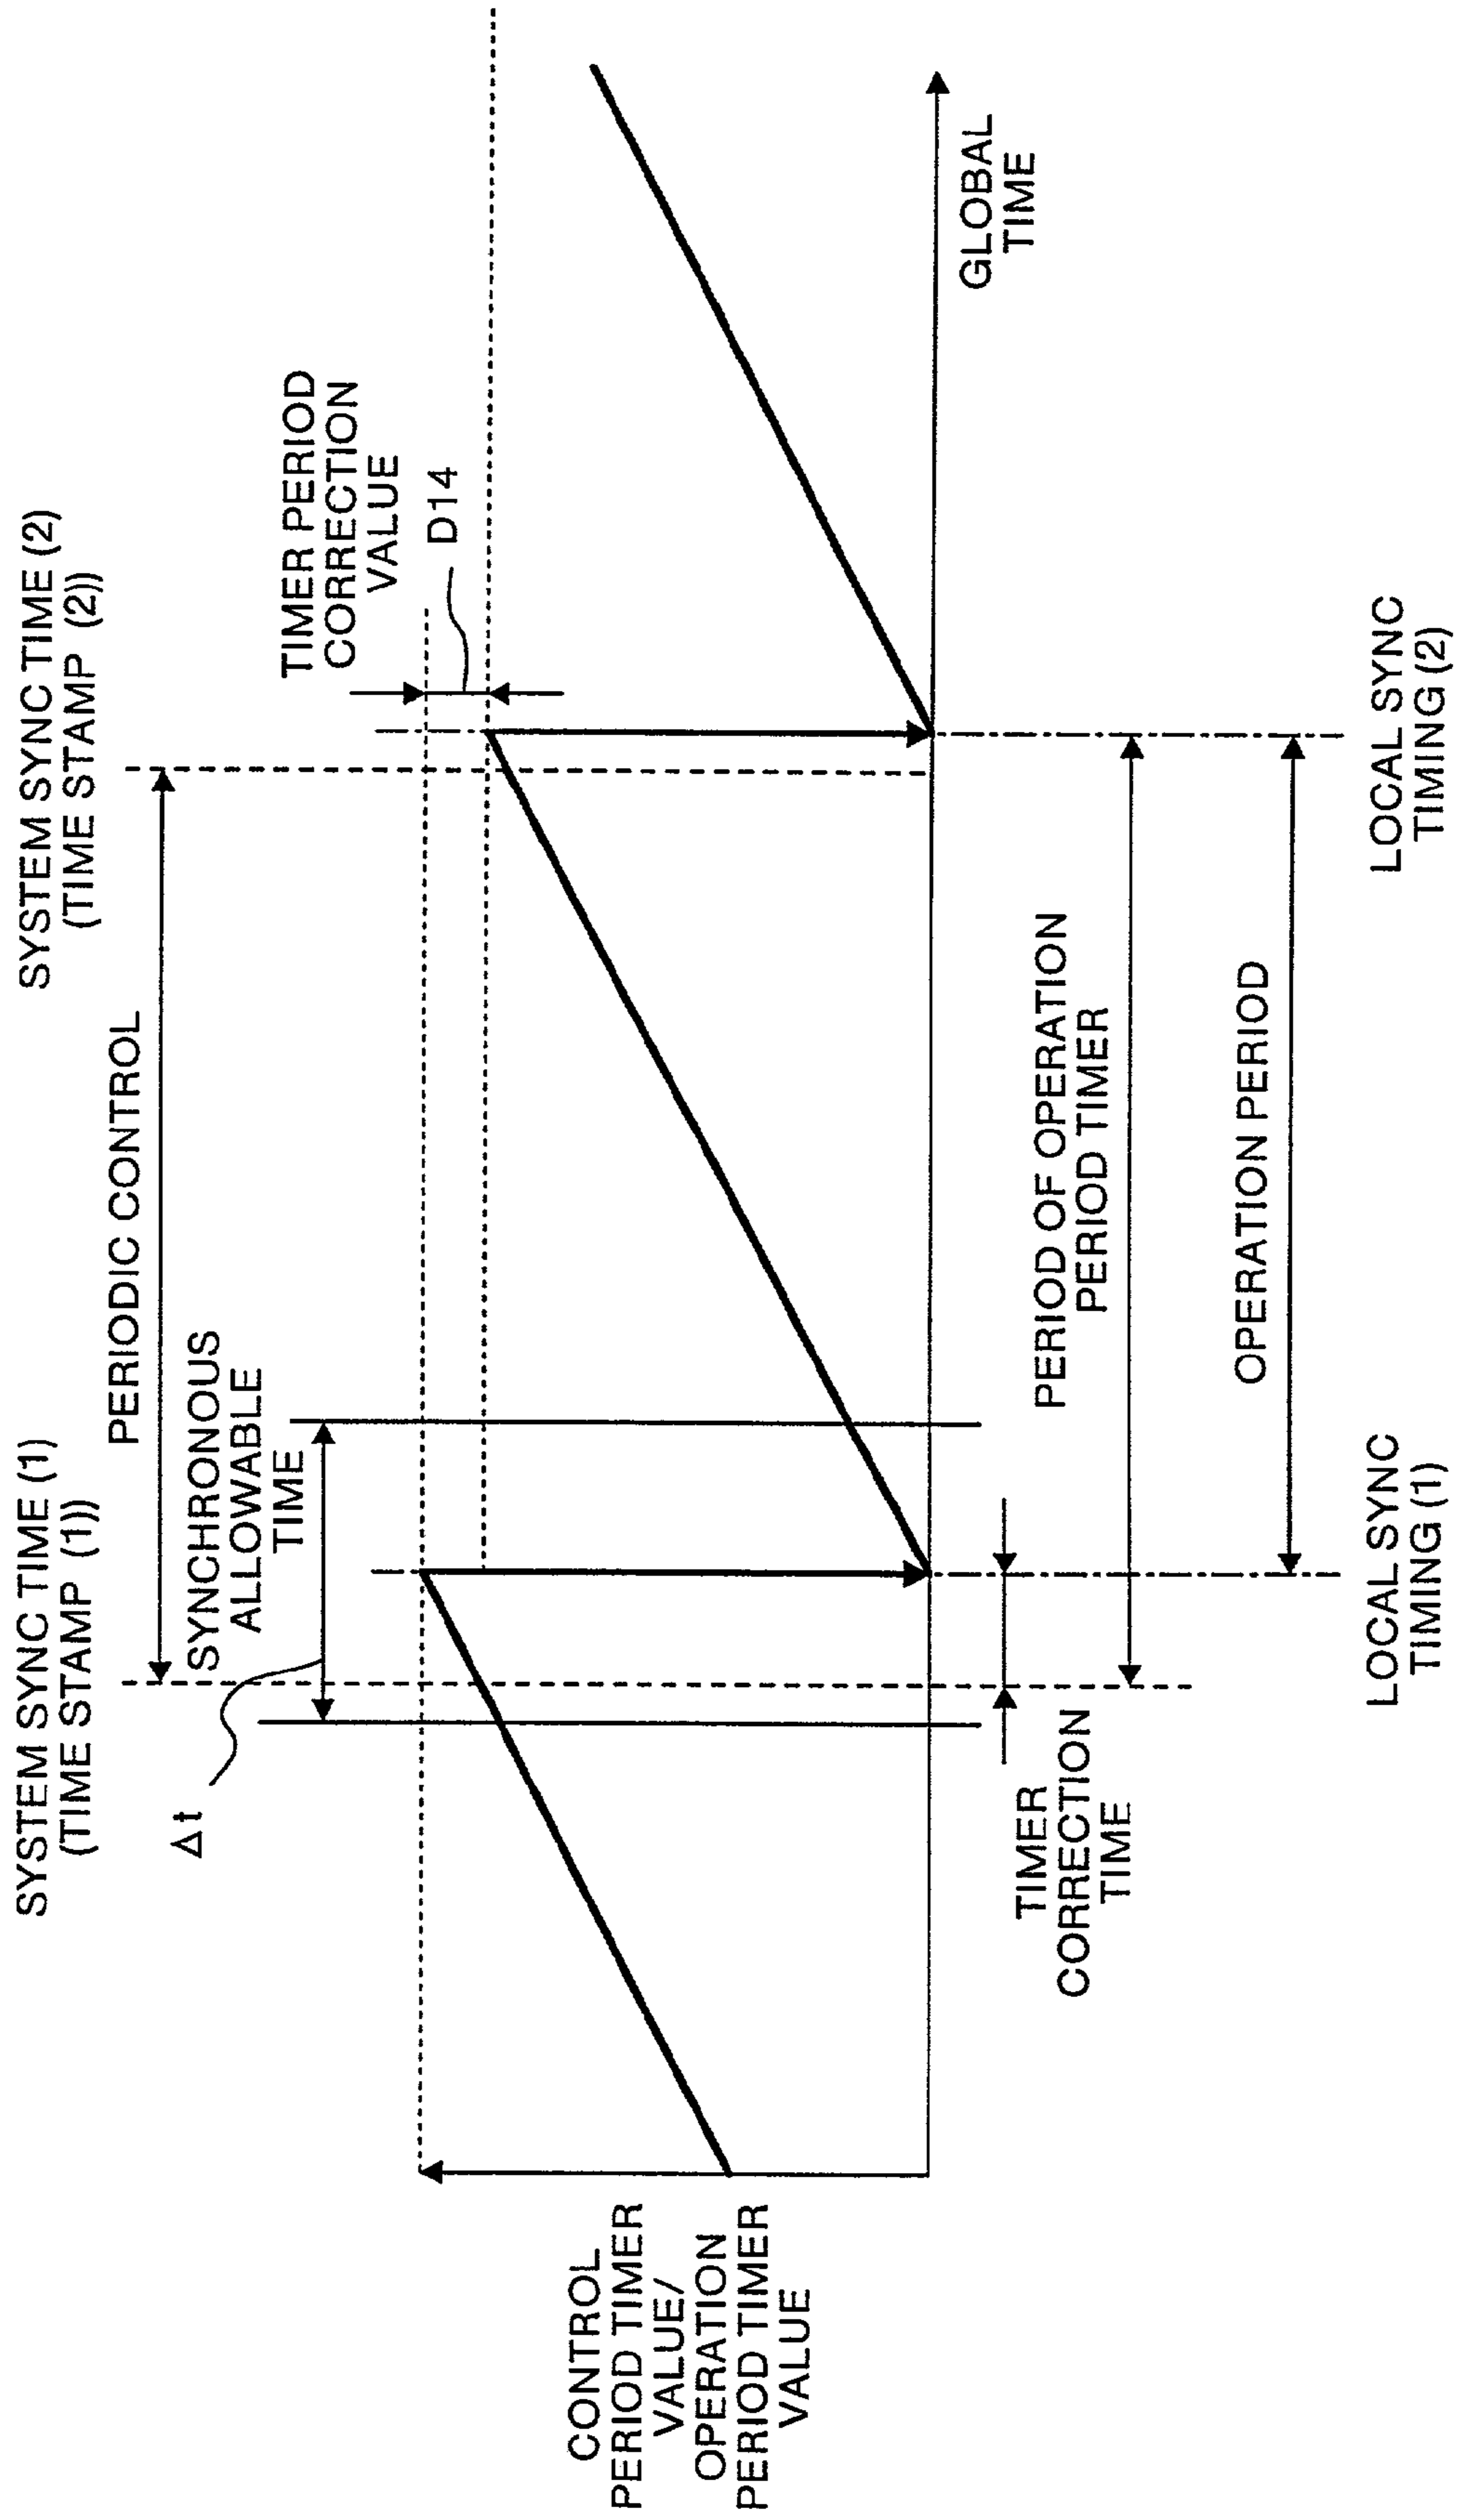 SYSTEM SYNC TIME (1)
(TIME STAMP (1))
SYSTEM SYNC TIME (2)
(TIME STAMP (2))
PERIODIC CONTROL
Δt
SYNCHRONOUS
ALLOWABLE
TIME
TIMER PERIOD
CORRECTION
VALUE
D14
CONTROL
PERIOD TIMER
VALUE/
OPERATION
PERIOD TIMER
VALUE
GLOBAL
TIME
TIMER
CORRECTION
TIME
PERIOD OF OPERATION
PERIOD TIMER
OPERATION PERIOD
LOCAL SYNC
TIMING (1)
LOCAL SYNC
TIMING (2)